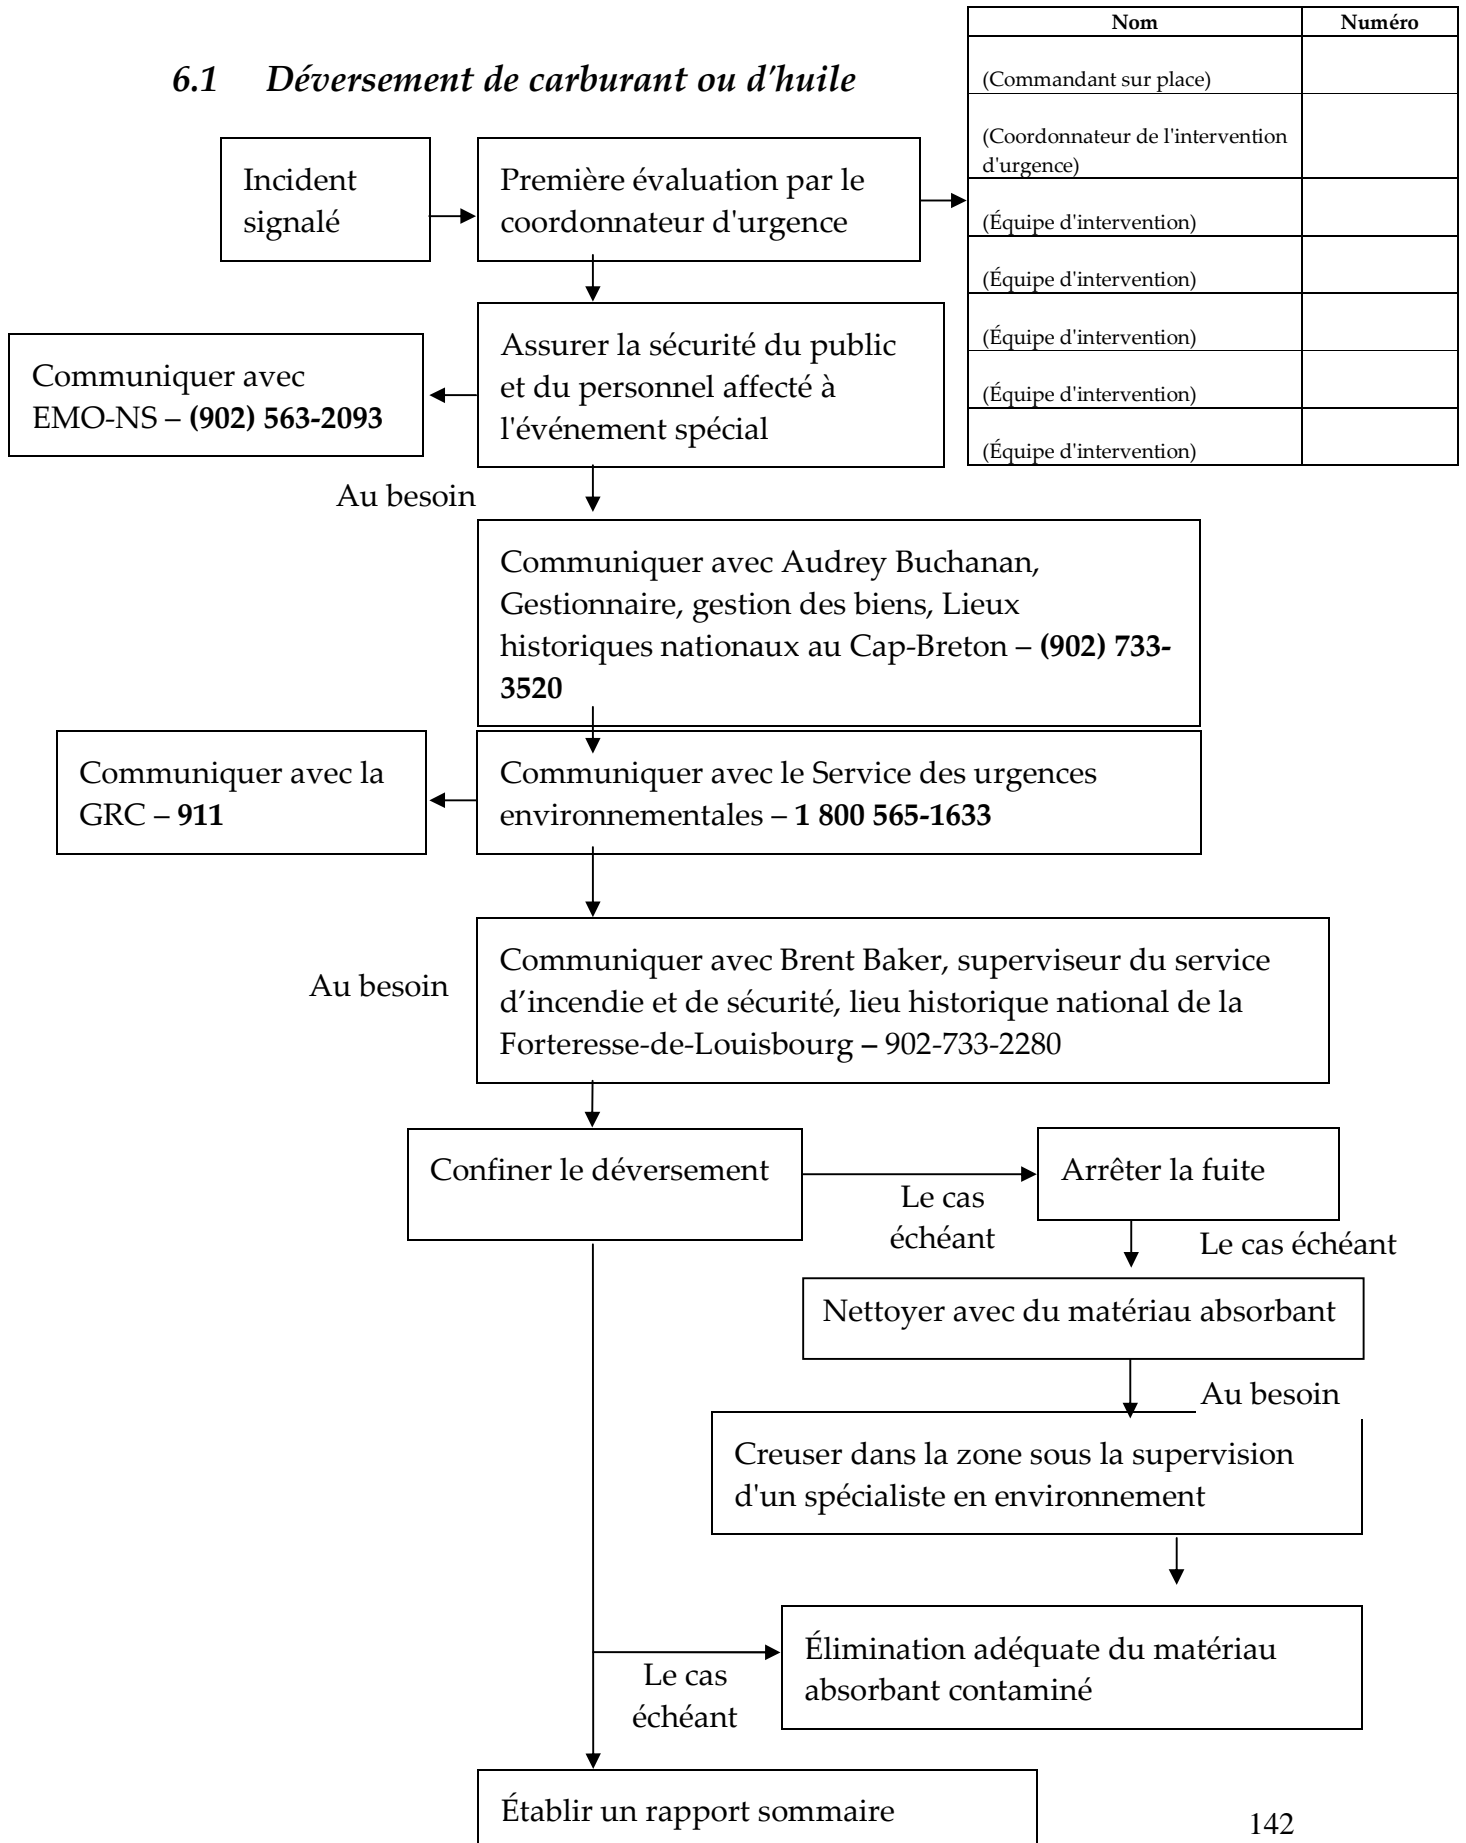 6.1 Déversement de carburant ou d'huile
Nom Numéro
(Commandant sur place)
(Coordonnateur de l'intervention
d'urgence)
(Équipe d'intervention)
(Équipe d'intervention)
(Équipe d'intervention)
(Équipe d'intervention)
(Équipe d'intervention)
Incident
signalé
Première évaluation par le
coordonnateur d'urgence
Assurer la sécurité du public
et du personnel affecté à
l'événement spécial
Communiquer avec
EMO-NS – (902) 563-2093
Au besoin
Communiquer avec Audrey Buchanan,
Gestionnaire, gestion des biens, Lieux
historiques nationaux au Cap-Breton – (902) 733-
3520
Communiquer avec le Service des urgences
environnementales – 1 800 565-1633
Communiquer avec la
GRC – 911
Au besoin
Communiquer avec Brent Baker, superviseur du service
d’incendie et de sécurité, lieu historique national de la
Forteresse-de-Louisbourg – 902-733-2280
Confiner le déversement
Le cas
échéant
Arrêter la fuite
Le cas échéant
Nettoyer avec du matériau absorbant
Au besoin
Creuser dans la zone sous la supervision
d'un spécialiste en environnement
Élimination adéquate du matériau
absorbant contaminé
Le cas
échéant
Établir un rapport sommaire
142